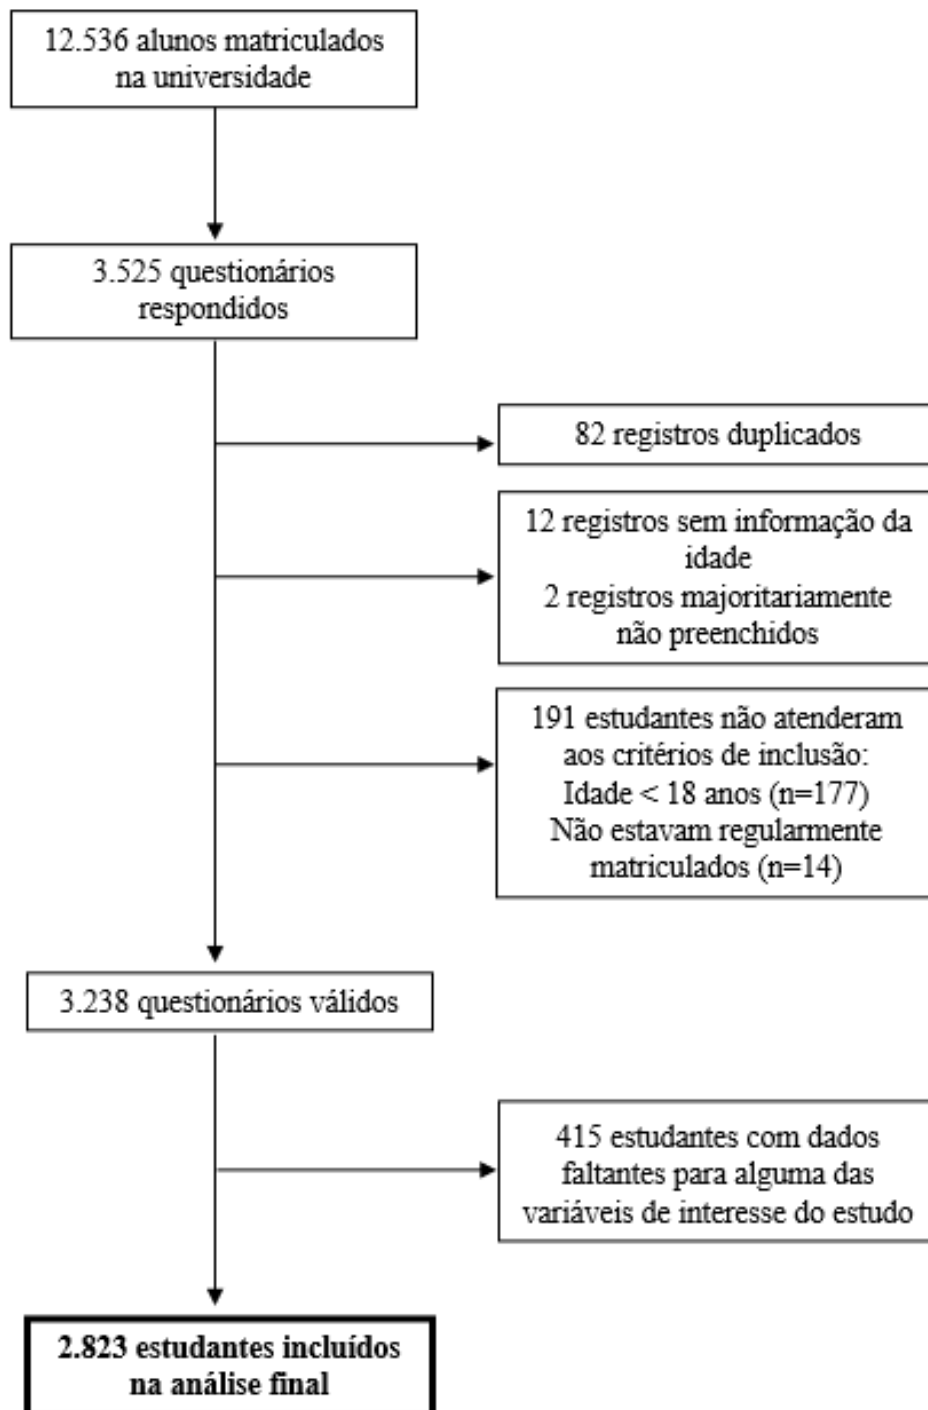 12.536 alunos matriculados
na universidade
3.525 questionários
respondidos
82 registros duplicados
12 registros sem informação da
idade
2 registros majoritariamente
não preenchidos
191 estudantes não atenderam
aos critérios de inclusão:
Idade < 18 anos (n=177)
Não estavam regularmente
matriculados (n=14)
3.238 questionários válidos
415 estudantes com dados
faltantes para alguma das
variáveis de interesse do estudo
2.823 estudantes incluídos
na análise final